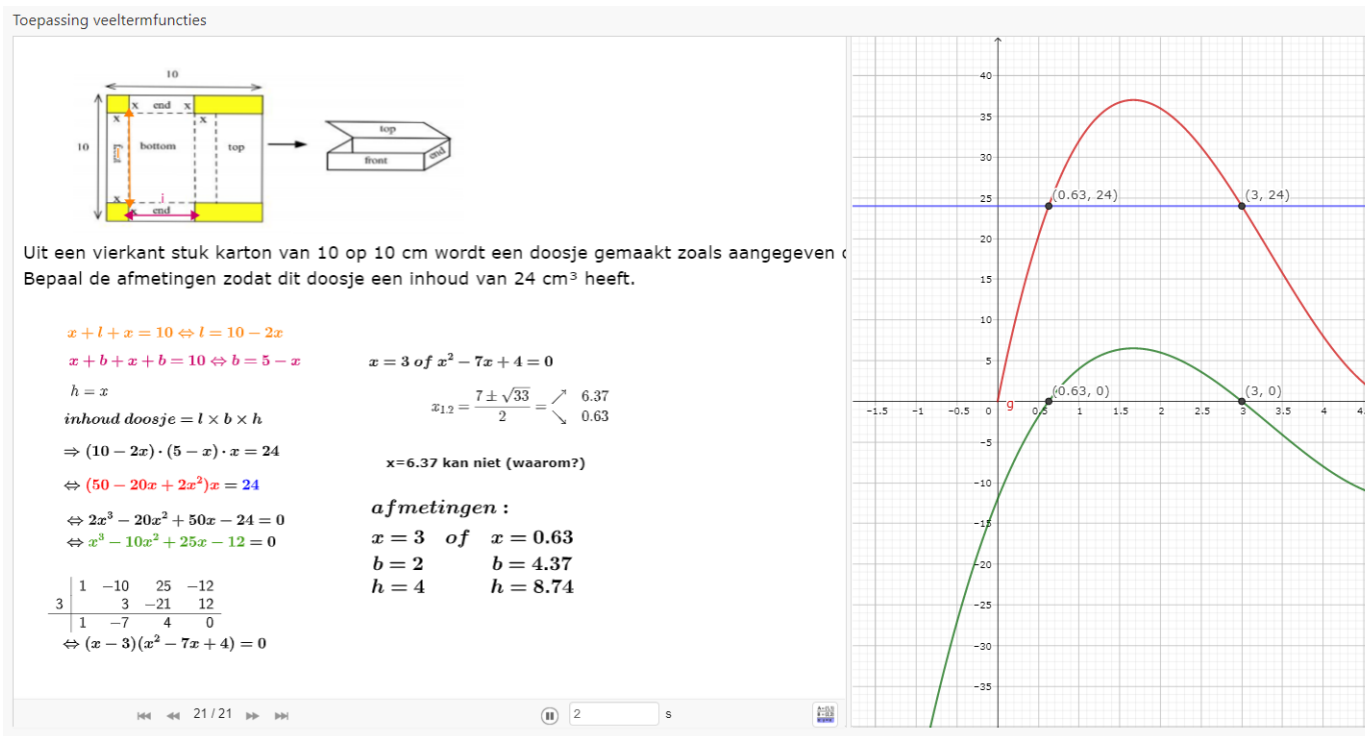 Toepassing veeltermfuncties
10
x end x
x x
10 bottom top
x i
x end
top
front end
Uit een vierkant stuk karton van 10 op 10 cm wordt een doosje gemaakt zoals aangegeven
Bepaal de afmetingen zodat dit doosje een inhoud van 24 cm³ heeft.
x + l + x = 10 ⇔ l = 10 − 2x
x + b + x + b = 10 ⇔ b = 5 − x
h = x
inhoud doosje = l × b × h
⇒ (10 − 2x) · (5 − x) · x = 24
⇔ (50 − 20x + 2x²)x = 24
⇔ 2x³ − 20x² + 50x − 24 = 0
⇔ x³ − 10x² + 25x − 12 = 0
1 −10 25 −12
3 3 −21 12
1 −7 4 0
⇔ (x − 3)(x² − 7x + 4) = 0
x = 3 of x² − 7x + 4 = 0
x₁.₂ = (7 ± √33)/2 = ↗ 6.37 ↘ 0.63
x=6.37 kan niet (waarom?)
afmetingen :
x = 3 of x = 0.63
b = 2 b = 4.37
h = 4 h = 8.74
21 / 21
2 s
40
35
30
25
20
15
10
5
−5
−10
−15
−20
−25
−30
−35
−1.5 −1 −0.5 0 0.5 1 1.5 2 2.5 3 3.5 4 4.
(0.63, 24)
(3, 24)
(0.63, 0)
(3, 0)
g